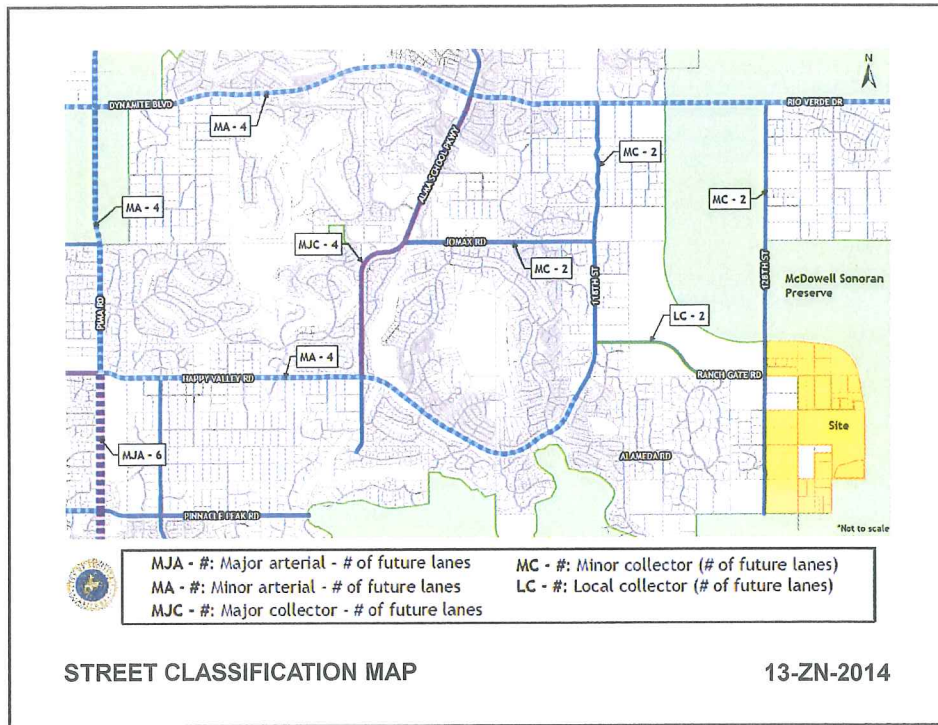 N
DYNAMITE BLVD
RIO VERDE DR
MA - 4
ALMA SCHOOL PKWY
MC - 2
MC - 2
MA - 4
MJC - 4
JOMAX RD
MC - 2
118TH ST
128TH ST
McDowell Sonoran
Preserve
PIMA RD
LC - 2
MA - 4
HAPPY VALLEY RD
RANCH GATE RD
Site
MJA - 6
ALAMEDA RD
PINNACLE PEAK RD
*Not to scale
MJA - #: Major arterial - # of future lanes
MA - #: Minor arterial - # of future lanes
MJC - #: Major collector - # of future lanes
MC - #: Minor collector (# of future lanes)
LC - #: Local collector (# of future lanes)
STREET CLASSIFICATION MAP
13-ZN-2014